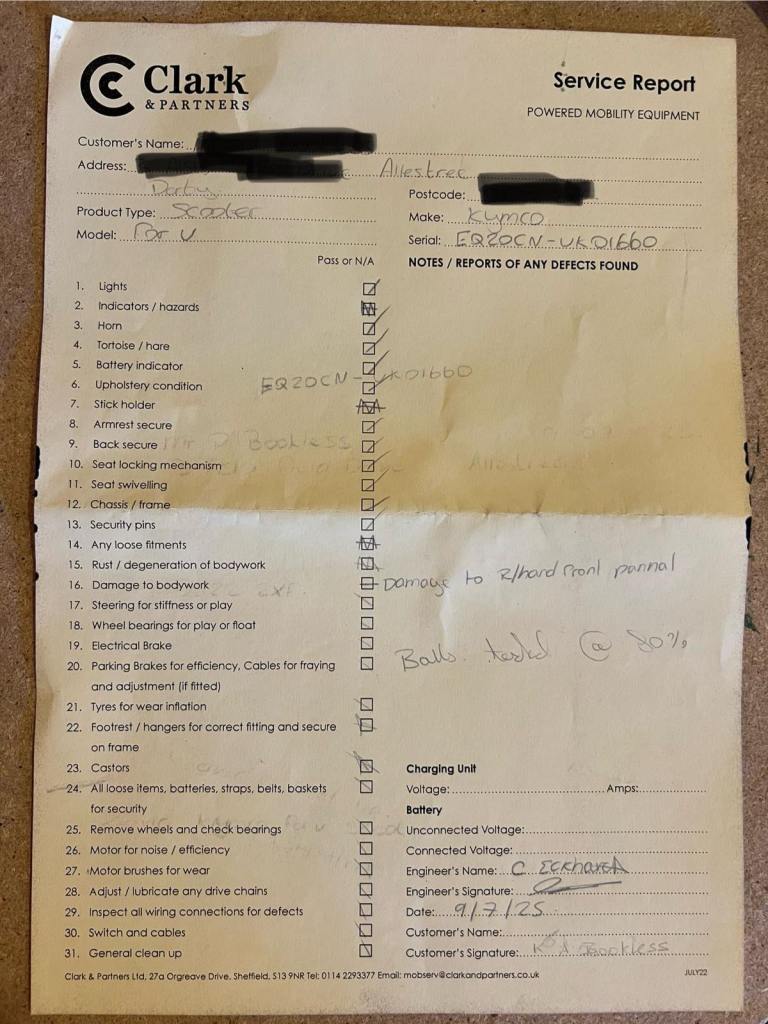 Clark
& PARTNERS
Service Report
POWERED MOBILITY EQUIPMENT
Customer's Name:
Address: Allestree
Derby
Postcode:
Product Type: Scooter
Make: Kymco
Model: For U
Serial: EQ20CN-UK01660
Pass or N/A
NOTES / REPORTS OF ANY DEFECTS FOUND
1. Lights
2. Indicators / hazards
3. Horn
4. Tortoise / hare
5. Battery indicator
6. Upholstery condition
EQ20CN-UK01660
7. Stick holder
8. Armrest secure
9. Back secure
10. Seat locking mechanism
11. Seat swivelling
12. Chassis / frame
13. Security pins
14. Any loose fitments
15. Rust / degeneration of bodywork
16. Damage to bodywork
Damage to R/hand front pannal
17. Steering for stiffness or play
18. Wheel bearings for play or float
19. Electrical Brake
20. Parking Brakes for efficiency, Cables for fraying
and adjustment (if fitted)
Batts. tested @ 80%
21. Tyres for wear inflation
22. Footrest / hangers for correct fitting and secure
on frame
23. Castors
24. All loose items, batteries, straps, belts, baskets
for security
25. Remove wheels and check bearings
26. Motor for noise / efficiency
27. Motor brushes for wear
28. Adjust / lubricate any drive chains
29. Inspect all wiring connections for defects
30. Switch and cables
31. General clean up
Charging Unit
Voltage: Amps:
Battery
Unconnected Voltage:
Connected Voltage:
Engineer's Name: C Eckhardt
Engineer's Signature:
Date: 9/7/25
Customer's Name:
Customer's Signature: Bookless
Clark & Partners Ltd, 27a Orgreave Drive, Sheffield, S13 9NR Tel: 0114 2293377 Email: mobserv@clarkandpartners.co.uk
JULY22